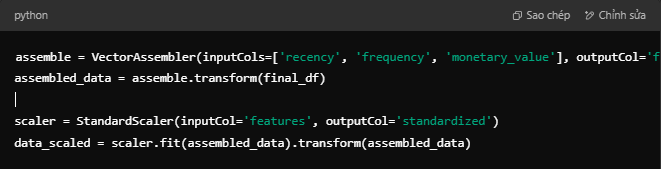 python
Sao chép
Chỉnh sửa
assemble = VectorAssembler(inputCols=['recency', 'frequency', 'monetary_value'], outputCol='f
assembled_data = assemble.transform(final_df)
scaler = StandardScaler(inputCol='features', outputCol='standardized')
data_scaled = scaler.fit(assembled_data).transform(assembled_data)